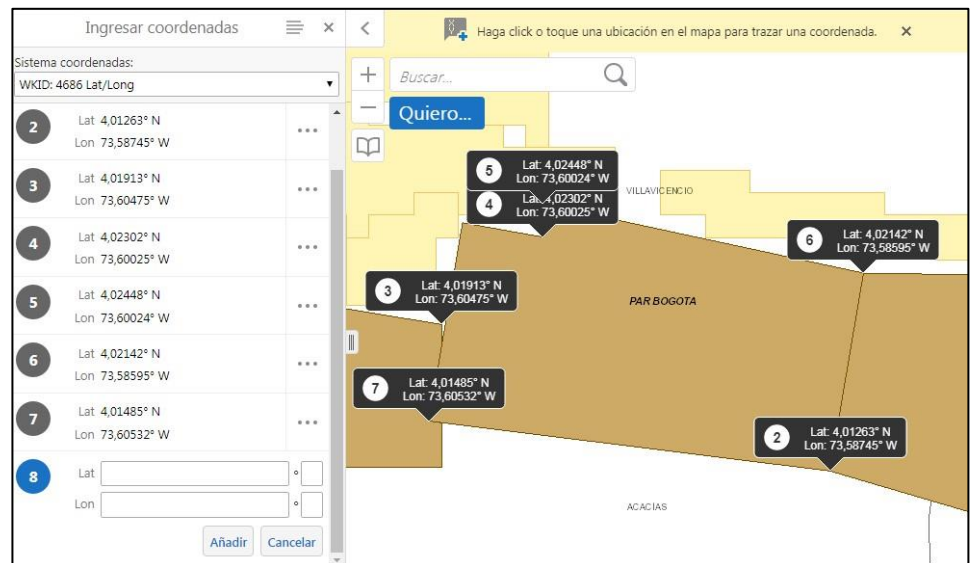 Ingresar coordenadas
Sistema coordenadas:
WKID: 4686 Lat/Long
2
Lat 4,01263° N
Lon 73,58745° W
3
Lat 4,01913° N
Lon 73,60475° W
4
Lat 4,02302° N
Lon 73,60025° W
5
Lat 4,02448° N
Lon 73,60024° W
6
Lat 4,02142° N
Lon 73,58595° W
7
Lat 4,01485° N
Lon 73,60532° W
8
Lat °
Lon °
Añadir Cancelar
Haga click o toque una ubicación en el mapa para trazar una coordenada.
Buscar...
Quiero...
5
Lat: 4,02448° N
Lon: 73,60024° W
4
Lat: 4,02302° N
Lon: 73,60025° W
VILLAVICENCIO
6
Lat: 4,02142° N
Lon: 73,58595° W
3
Lat: 4,01913° N
Lon: 73,60475° W
PAR BOGOTA
7
Lat: 4,01485° N
Lon: 73,60532° W
2
Lat: 4,01263° N
Lon: 73,58745° W
ACACIAS